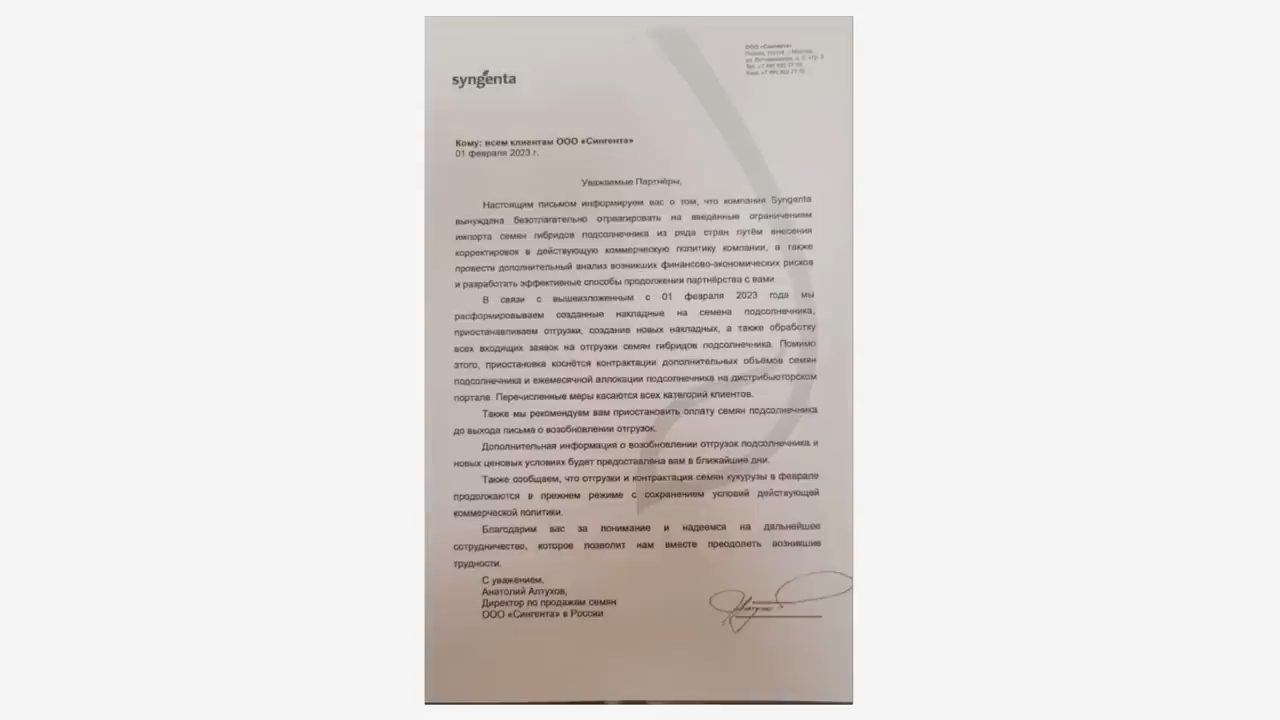 syngenta
ООО «Сингента»
Кому: всем клиентам ООО «Сингента»
01 февраля 2023 г.
Уважаемые Партнёры,
Настоящим письмом информируем вас о том, что компания Syngenta
вынуждена безотлагательно отреагировать на введённые ограничением
импорта семян гибридов подсолнечника из ряда стран путём внесения
корректировок в действующую коммерческую политику компании, а также
провести дополнительный анализ возникших финансово-экономических рисков
и разработать эффективные способы продолжения партнёрства с вами.
В связи с вышеизложенным с 01 февраля 2023 года мы
расформировываем созданные накладные на семена подсолнечника,
приостанавливаем отгрузки, создание новых накладных, а также обработку
всех входящих заявок на отгрузки семян гибридов подсолнечника. Помимо
этого, приостановка коснётся контрактации дополнительных объёмов семян
подсолнечника и ежемесячной аллокации подсолнечника на дистрибьюторском
портале. Перечисленные меры касаются всех категорий клиентов.
Также мы рекомендуем вам приостановить оплату семян подсолнечника
до выхода письма о возобновлении отгрузок.
Дополнительная информация о возобновлении отгрузок подсолнечника и
новых ценовых условиях будет предоставлена вам в ближайшие дни.
Также сообщаем, что отгрузки и контрактация семян кукурузы в феврале
продолжаются в прежнем режиме с сохранением условий действующей
коммерческой политики.
Благодарим вас за понимание и надеемся на дальнейшее
сотрудничество, которое позволит нам вместе преодолеть возникшие
трудности.
С уважением,
Анатолий Алтухов,
Директор по продажам семян
ООО «Сингента» в России